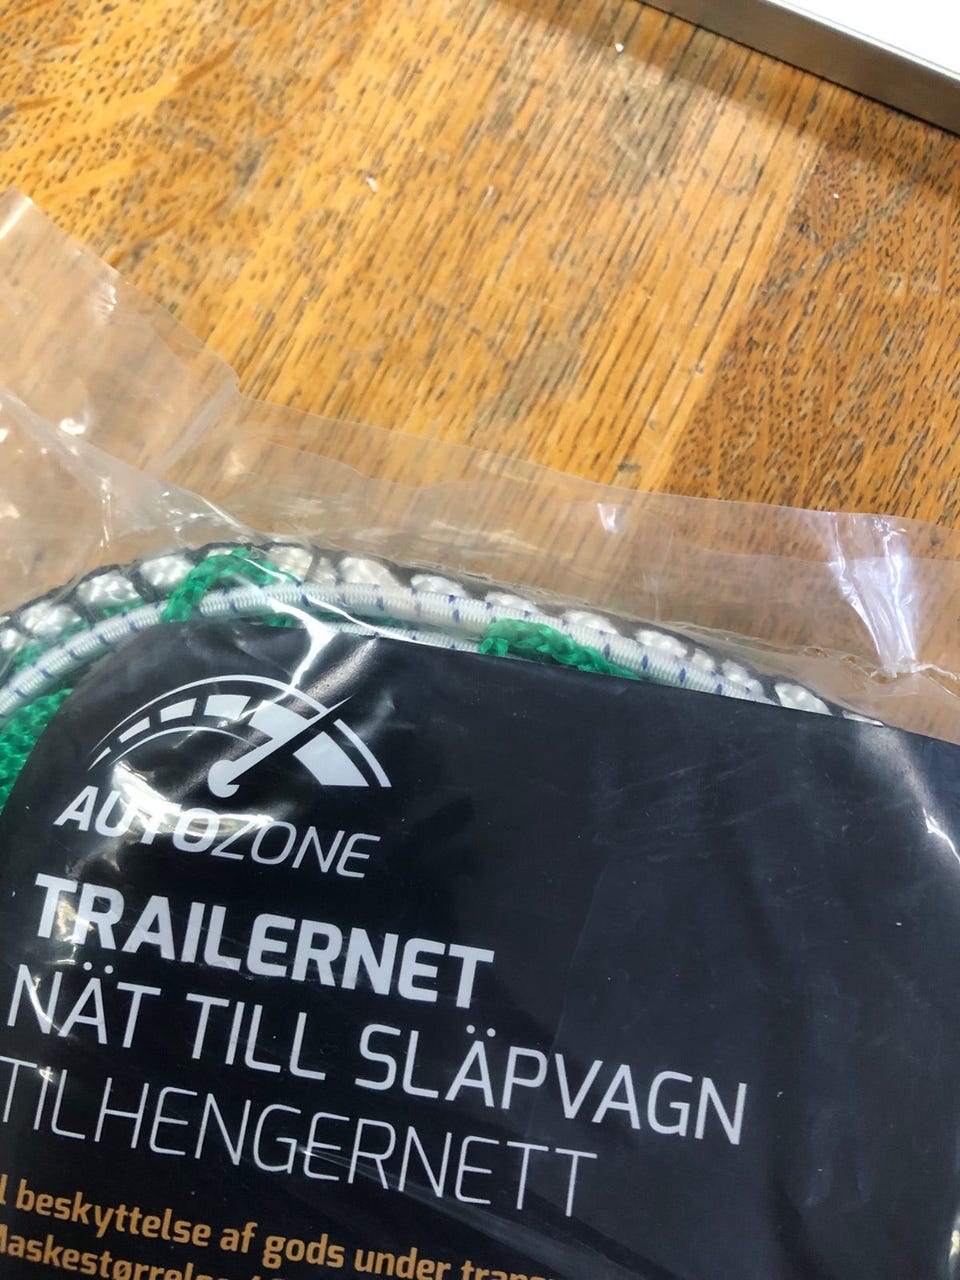 AUTOZONE
TRAILERNET
NÄT TILL SLÄPVAGN
TILHENGERNETT
beskyttelse af gods under